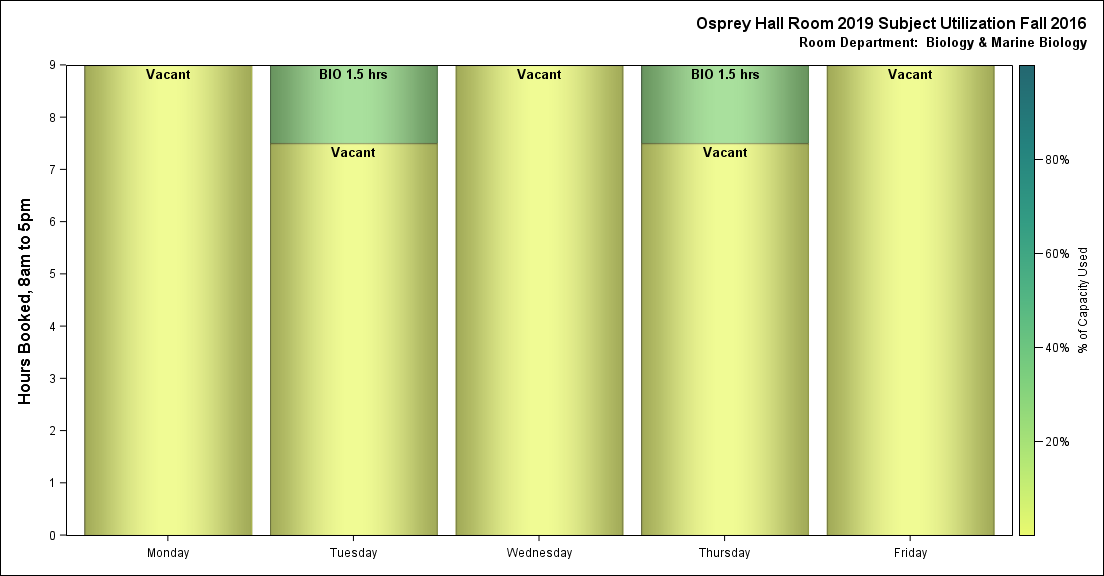 Osprey Hall Room 2019 Subject Utilization Fall 2016
Room Department:  Biology & Marine Biology
Hours Booked, 8am to 5pm
9
8
7
6
5
4
3
2
1
0
Vacant
BIO 1.5 hrs
Vacant
Vacant
BIO 1.5 hrs
Vacant
Vacant
Monday
Tuesday
Wednesday
Thursday
Friday
80%
60%
40%
20%
% of Capacity Used